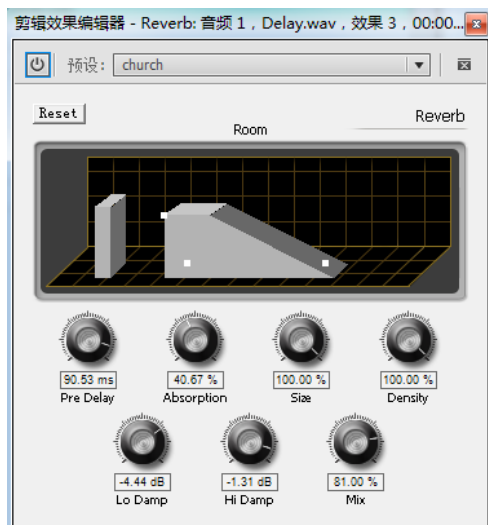 剪辑效果编辑器 - Reverb: 音频 1，Delay.wav，效果 3，00:00...
预设: church
Reset
Reverb
Room
90.53 ms 40.67 % 100.00 % 100.00 %
Pre Delay Absorption Size Density
-4.44 dB -1.31 dB 81.00 %
Lo Damp Hi Damp Mix